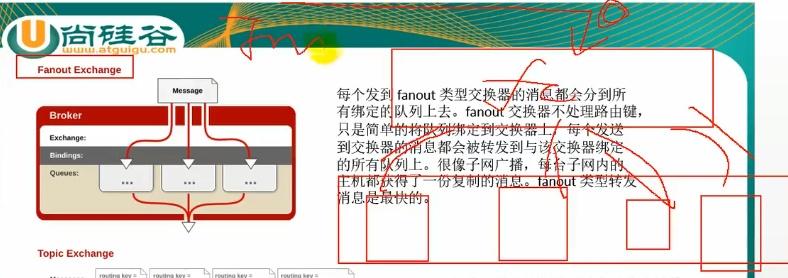 尚硅谷
www.atguigu.com
Fanout Exchange
Message
Broker
Exchange:
Bindings:
Queues:
每个发到 fanout 类型交换器的消息都会分到所
有绑定的队列上去。fanout 交换器不处理路由键，
只是简单的将队列绑定到交换器上，每个发送
到交换器的消息都会被转发到与该交换器绑定
的所有队列上。很像子网广播，每台子网内的
主机都获得了一份复制的消息。fanout 类型转发
消息是最快的。
Topic Exchange
routing key =
routing key =
routing key =
routing key =